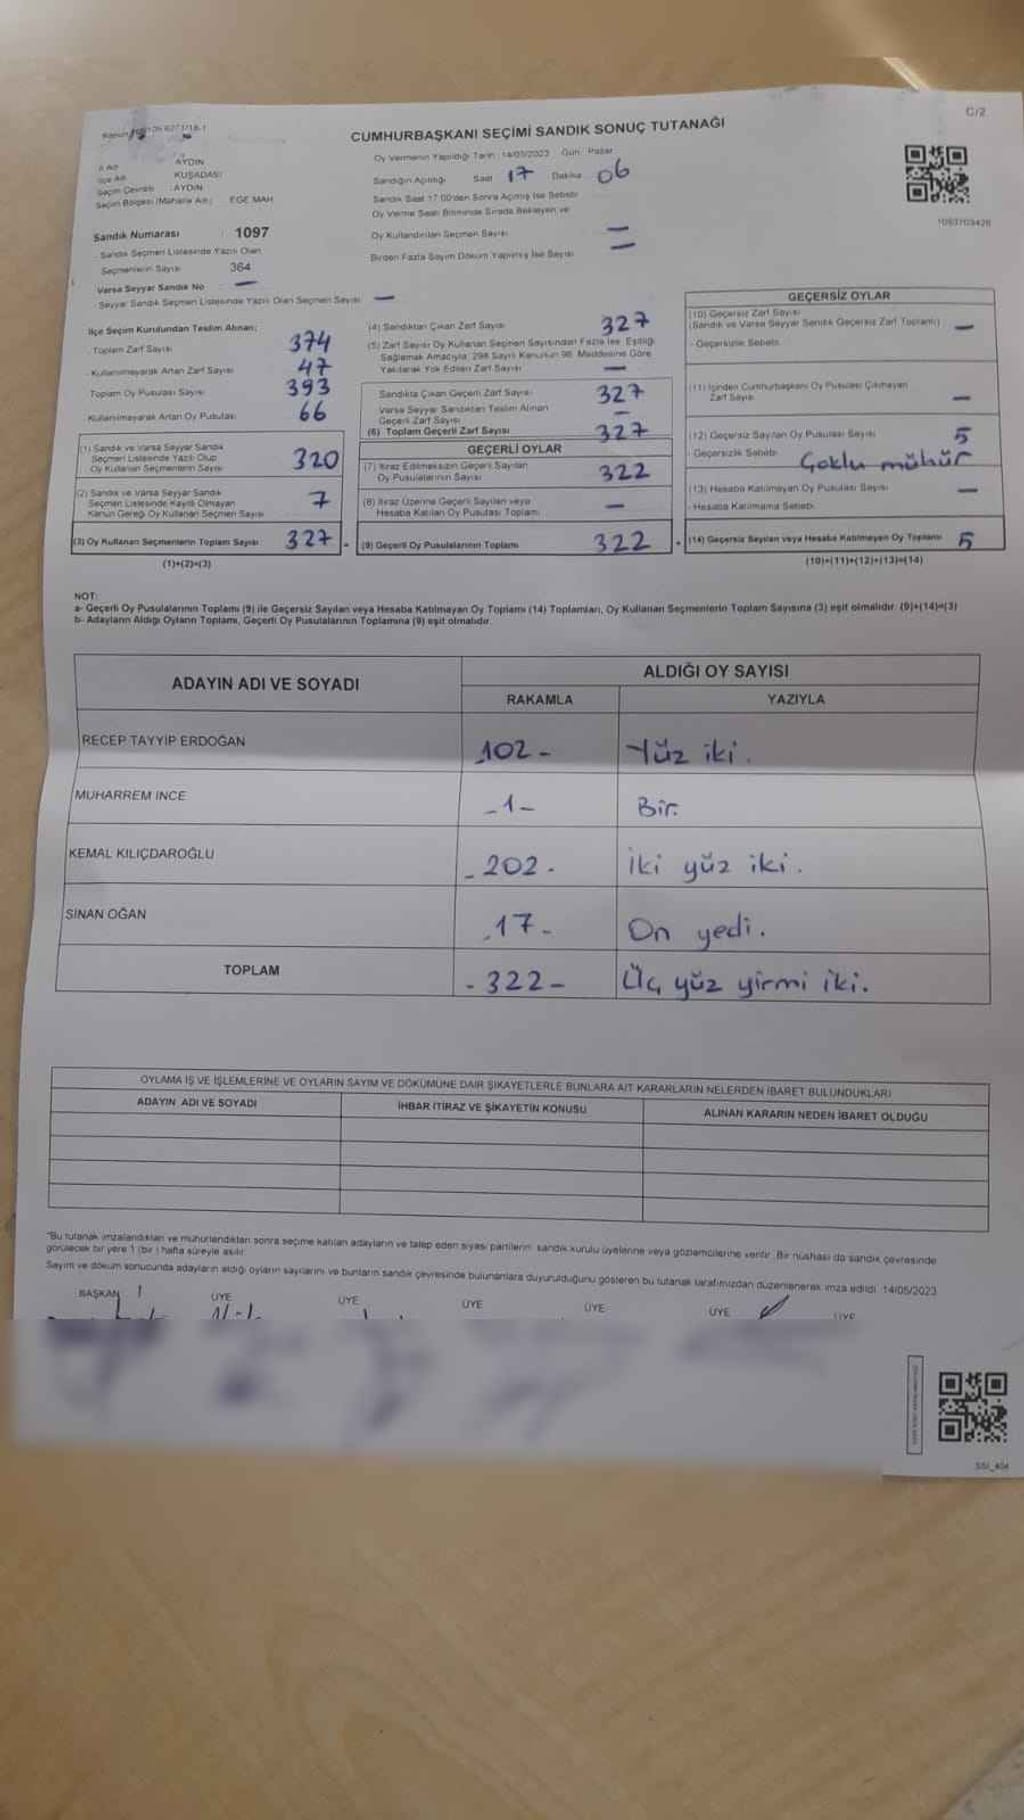 C/2
CUMHURBAŞKANI SEÇİMİ SANDIK SONUÇ TUTANAĞI
Oy Vermenin Yapıldığı Tarih: 14/05/2023 Gün: Pazar
Sandığın Açılışı Saat 17 Dakika 06
Sandık Saat 17:00'den Sonra Açılmış İse Sebebi
Oy Verme Saati Bitiminde Sırada Bekleyen ve
Oy Kullandırılan Seçmen Sayısı —
Birden Fazla Sayım Döküm Yapılmış İse Sayısı —
AYDIN
KUŞADASI
Seçim Çevresi : AYDIN
Seçim Bölgesi (Mahalle Adı) EGE MAH.
Sandık Numarası : 1097
Sandık Seçmen Listesinde Yazılı Olan
Seçmenlerin Sayısı 364
Varsa Seyyar Sandık No —
Seyyar Sandık Seçmen Listesinde Yazılı Olan Seçmen Sayısı —
İlçe Seçim Kurulundan Teslim Alınan;
- Toplam Zarf Sayısı 374
- Kullanılmayarak Artan Zarf Sayısı 47
Toplam Oy Pusulası Sayısı 393
- Kullanılmayarak Artan Oy Pusulası 66
(1) Sandık ve Varsa Seyyar Sandık
Seçmen Listesinde Yazılı Olup
Oy Kullanan Seçmenlerin Sayısı 320
(2) Sandık ve Varsa Seyyar Sandık
Seçmen Listesinde Kayıtlı Olmayan
Kanun Gereği Oy Kullanan Seçmen Sayısı 7
(3) Oy Kullanan Seçmenlerin Toplam Sayısı 327
(1)+(2)=(3)
(4) Sandıktan Çıkan Zarf Sayısı 327
(5) Zarf Sayısı Oy Kullanan Seçmen Sayısından Fazla İse, Eşitliği
Sağlamak Amacıyla; 298 Sayılı Kanunun 98. Maddesine Göre
Yakılarak Yok Edilen Zarf Sayısı —
Sandıkta Çıkan Geçerli Zarf Sayısı 327
Varsa Seyyar Sandıktan Teslim Alınan
Geçerli Zarf Sayısı —
(6) Toplam Geçerli Zarf Sayısı 327
GEÇERLİ OYLAR
(7) İtiraz Edilmeksizin Geçerli Sayılan
Oy Pusulalarının Sayısı 322
(8) İtiraz Üzerine Geçerli Sayılan veya
Hesaba Katılan Oy Pusulası Toplamı —
(9) Geçerli Oy Pusulalarının Toplamı 322
GEÇERSİZ OYLAR
(10) Geçersiz Zarf Sayısı
(Sandık ve Varsa Seyyar Sandık Geçersiz Zarf Toplamı) —
- Geçersizlik Sebebi:
(11) İçinden Cumhurbaşkanı Oy Pusulası Çıkmayan
Zarf Sayısı —
(12) Geçersiz Sayılan Oy Pusulası Sayısı 5
- Geçersizlik Sebebi: Çoklu mühür
(13) Hesaba Katılmayan Oy Pusulası Sayısı —
- Hesaba Katılmama Sebebi:
(14) Geçersiz Sayılan veya Hesaba Katılmayan Oy Toplamı 5
(10)+(11)+(12)+(13)=(14)
NOT:
a- Geçerli Oy Pusulalarının Toplamı (9) ile Geçersiz Sayılan veya Hesaba Katılmayan Oy Toplamı (14) Toplamları, Oy Kullanan Seçmenlerin Toplam Sayısına (3) eşit olmalıdır. (9)+(14)=(3)
b- Adayların Aldığı Oyların Toplamı, Geçerli Oy Pusulalarının Toplamına (9) eşit olmalıdır.
ADAYIN ADI VE SOYADI
ALDIĞI OY SAYISI
RAKAMLA YAZIYLA
RECEP TAYYİP ERDOĞAN -102- Yüz iki.
MUHARREM İNCE -1- Bir.
KEMAL KILIÇDAROĞLU -202- İki yüz iki.
SİNAN OĞAN -17- On yedi.
TOPLAM -322- Üç yüz yirmi iki.
OYLAMA İŞ VE İŞLEMLERİNE VE OYLARIN SAYIM VE DÖKÜMÜNE DAİR ŞİKAYETLERLE BUNLARA AİT KARARLARIN NELERDEN İBARET BULUNDUKLARI
ADAYIN ADI VE SOYADI İHBAR İTİRAZ VE ŞİKAYETİN KONUSU ALINAN KARARIN NEDEN İBARET OLDUĞU
"Bu tutanak imzalandıktan ve mühürlendikten sonra seçime katılan adayların ve talep eden siyasi partilerin sandık kurulu üyelerine veya gözlemcilerine verilir. Bir nüshası da sandık çevresinde
görülecek bir yere 1 (bir) hafta süreyle asılır.
Sayım ve döküm sonucunda adayların aldığı oyların sayılarını ve bunların sandık çevresinde bulunanlara duyurulduğunu gösteren bu tutanak tarafımızdan düzenlenerek imza edildi. 14/05/2023
BAŞKAN ÜYE ÜYE ÜYE ÜYE ÜYE ÜYE